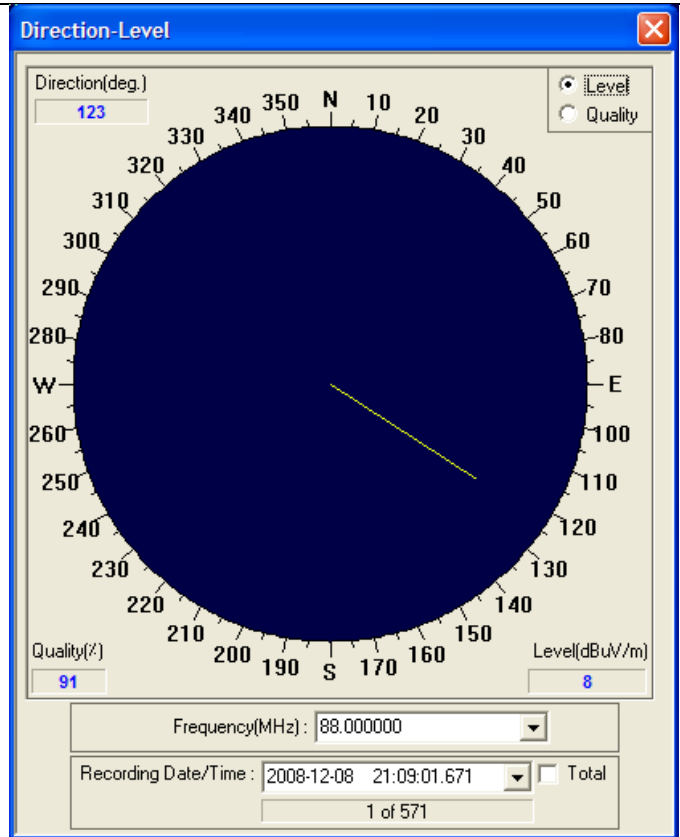 Direction-Level
Direction(deg.)
123
Level
Quality
N
10
20
30
40
50
60
70
80
E
100
110
120
130
140
150
160
170
S
190
200
210
220
230
240
250
260
W
280
290
300
310
320
330
340
350
Quality(%)
91
Level(dBuV/m)
8
Frequency(MHz) : 88.000000
Recording Date/Time : 2008-12-08 21:09:01.671 Total
1 of 571